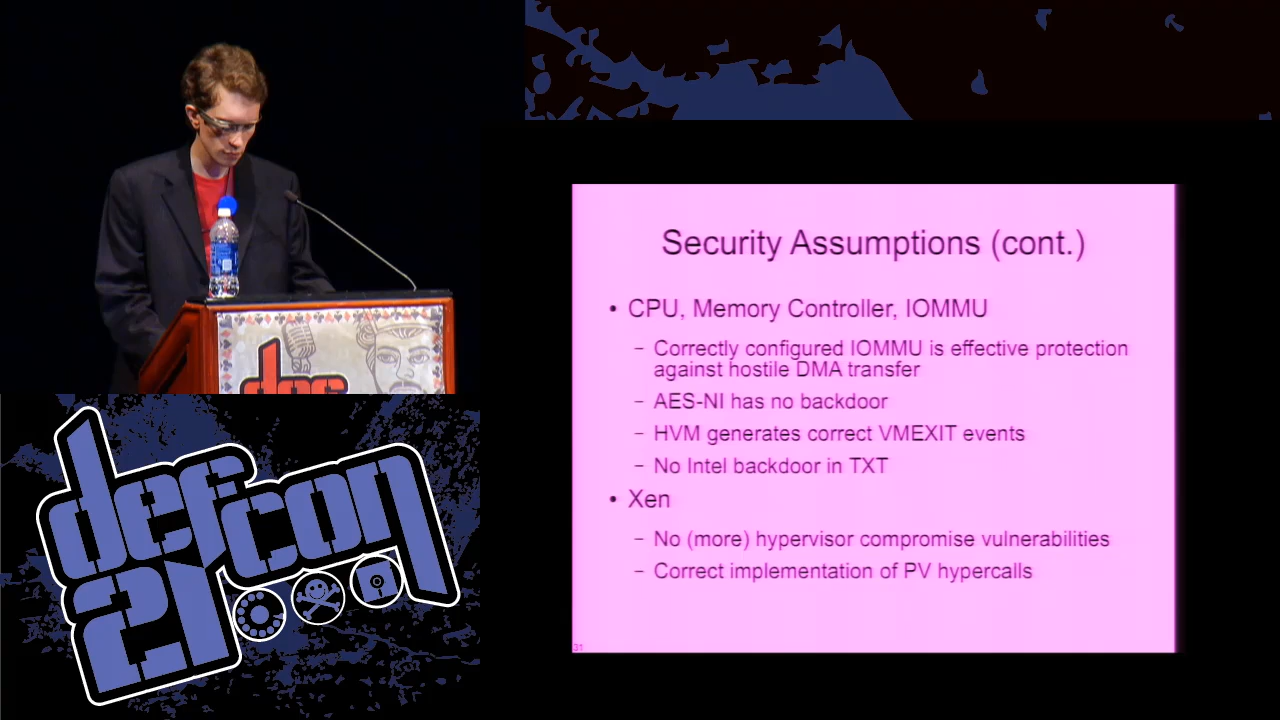 Security Assumptions (cont.)
• CPU, Memory Controller, IOMMU
– Correctly configured IOMMU is effective protection
against hostile DMA transfer
– AES-NI has no backdoor
– HVM generates correct VMEXIT events
– No Intel backdoor in TXT
• Xen
– No (more) hypervisor compromise vulnerabilities
– Correct implementation of PV hypercalls
31
def
defcon
21